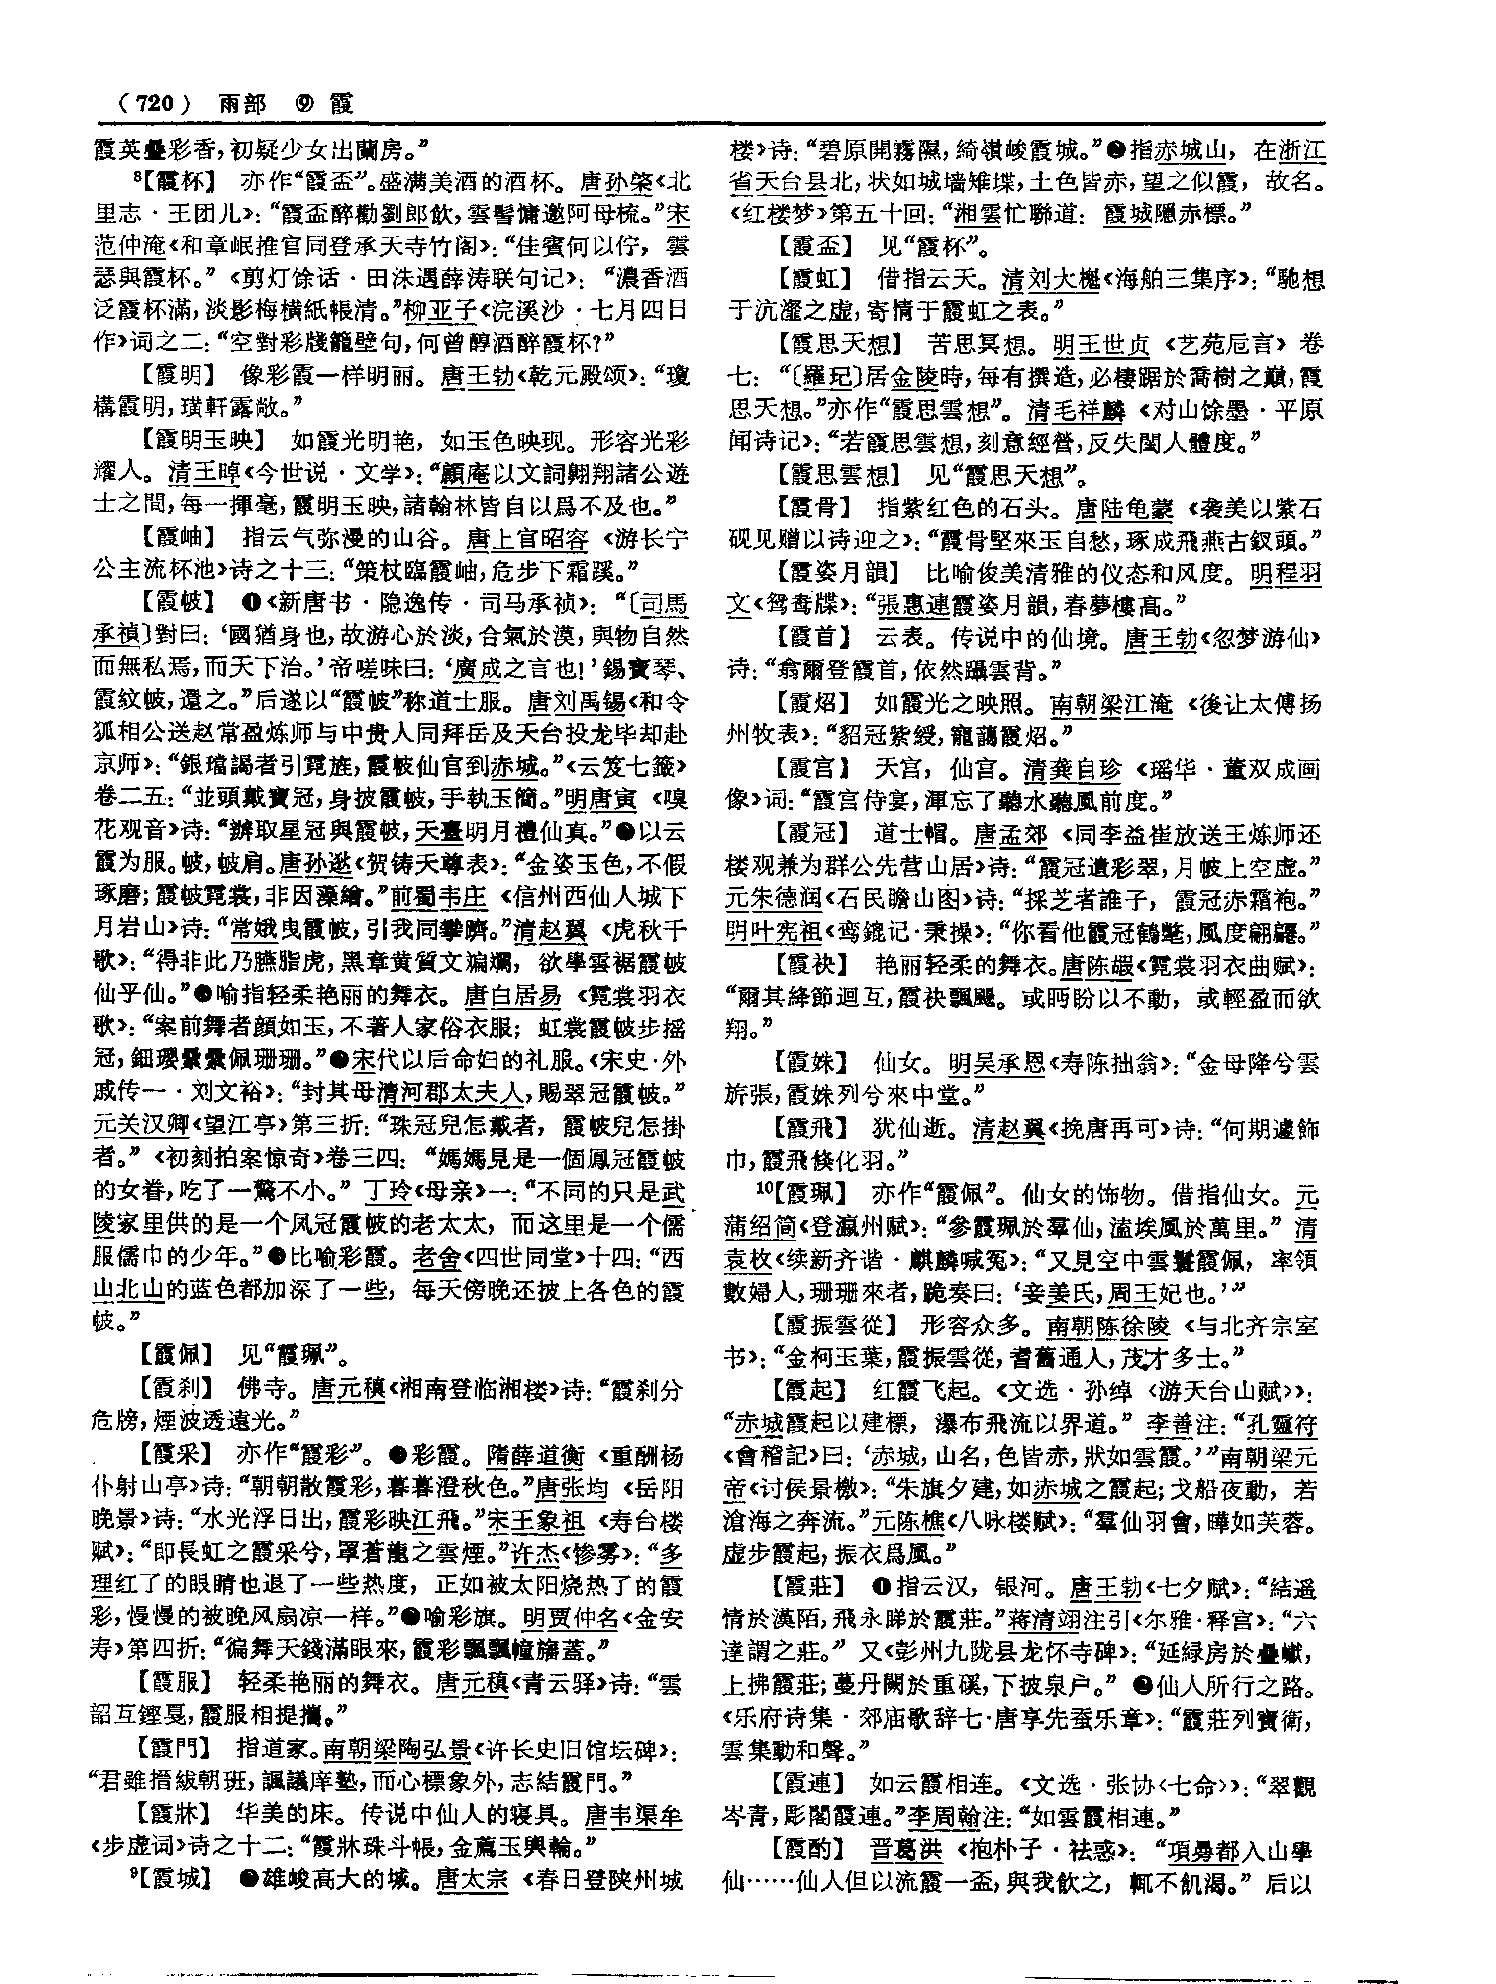 （720） 雨部 ⑨ 霞
霞英疊彩香，初疑少女出蘭房。”
⁸【霞杯】 亦作“霞盃”。盛满美酒的酒杯。唐孙棨《北
里志·王团儿》：“霞盃醉勸劉郎飲，雲髻慵邀阿母梳。”宋
范仲淹《和章岷推官同登承天寺竹阁》：“佳賓何以佇，雲
瑟與霞杯。”《剪灯馀话·田洙遇薛涛联句记》：“濃香酒
泛霞杯滿，淡影梅横紙帳清。”柳亚子《浣溪沙·七月四日
作》词之二：“空對彩牋籠壁句，何曾醇酒醉霞杯？”
【霞明】 像彩霞一样明丽。唐王勃《乾元殿颂》：“瓊
構霞明，璜軒露敞。”
【霞明玉映】 如霞光明艳，如玉色映现。形容光彩
耀人。清王晫《今世说·文学》：“顧庵以文詞翺翔諸公遊
士之間，每一揮毫，霞明玉映，諸翰林皆自以爲不及也。”
【霞岫】 指云气弥漫的山谷。唐上官昭容《游长宁
公主流杯池》诗之十三：“策杖臨霞岫，危步下霜蹊。”
【霞帔】 ❶《新唐书·隐逸传·司马承祯》：“〔司馬
承禎〕對曰：‘國猶身也，故游心於淡，合氣於漠，與物自然
而無私焉，而天下治。’帝嗟味曰：‘廣成之言也！’錫寶琴、
霞紋帔，還之。”后遂以“霞帔”称道士服。唐刘禹锡《和令
狐相公送赵常盈炼师与中贵人同拜岳及天台投龙毕却赴
京师》：“銀璫謁者引霓旌，霞帔仙官到赤城。”《云笈七籤》
卷二五：“並頭戴寶冠，身披霞帔，手執玉簡。”明唐寅《嗅
花观音》诗：“辦取星冠與霞帔，天臺明月禮仙真。”❷以云
霞为服。帔，帔肩。唐孙逖《贺铸天尊表》：“金姿玉色，不假
琢磨；霞帔霓裳，非因藻繪。”前蜀韦庄《信州西仙人城下
月岩山》诗：“常娥曳霞帔，引我同攀躋。”清赵翼《虎秋千
歌》：“得非此乃臙脂虎，黑章黄質文斒斕，欲學雲裾霞帔
仙乎仙。”❸喻指轻柔艳丽的舞衣。唐白居易《霓裳羽衣
歌》：“案前舞者顔如玉，不著人家俗衣服；虹裳霞帔步摇
冠，鈿瓔纍纍佩珊珊。”❹宋代以后命妇的礼服。《宋史·外
戚传一·刘文裕》：“封其母清河郡太夫人，賜翠冠霞帔。”
元关汉卿《望江亭》第三折：“珠冠兒怎戴者，霞帔兒怎掛
者。”《初刻拍案惊奇》卷三四：“媽媽見是一個鳳冠霞帔
的女眷，吃了一驚不小。”丁玲《母亲》一：“不同的只是武
陵家里供的是一个凤冠霞帔的老太太，而这里是一个儒
服儒巾的少年。”❺比喻彩霞。老舍《四世同堂》十四：“西
山北山的蓝色都加深了一些，每天傍晚还披上各色的霞
帔。”
【霞佩】 见“霞珮”。
【霞刹】 佛寺。唐元稹《湘南登临湘楼》诗：“霞刹分
危牓，煙波透遠光。”
【霞采】 亦作“霞彩”。❶彩霞。隋薛道衡《重酬杨
仆射山亭》诗：“朝朝散霞彩，暮暮澄秋色。”唐张均《岳阳
晚景》诗：“水光浮日出，霞彩映江飛。”宋王象祖《寿台楼
赋》：“即長虹之霞采兮，罩蒼龍之雲煙。”许杰《惨雾》：“多
理红了的眼睛也退了一些热度，正如被太阳烧热了的霞
彩，慢慢的被晚风扇凉一样。”❷喻彩旗。明贾仲名《金安
寿》第四折：“徧舞天錢滿眼來，霞彩飄飄幢旛蓋。”
【霞服】 轻柔艳丽的舞衣。唐元稹《青云驿》诗：“雲
韶互鏗戛，霞服相提攜。”
【霞門】 指道家。南朝梁陶弘景《许长史旧馆坛碑》：
“君雖搢紱朝班，諷議庠塾，而心標象外，志結霞門。”
【霞牀】 华美的床。传说中仙人的寝具。唐韦渠牟
《步虚词》诗之十二：“霞牀珠斗帳，金薦玉輿輪。”
⁹【霞城】 ❶雄峻高大的城。唐太宗《春日登陕州城
楼》诗：“碧原開霧隰，綺嶺峻霞城。”❷指赤城山，在浙江
省天台县北，状如城墙雉堞，土色皆赤，望之似霞，故名。
《红楼梦》第五十回：“湘雲忙聯道：霞城隱赤標。”
【霞盃】 见“霞杯”。
【霞虹】 借指云天。清刘大櫆《海舶三集序》：“馳想
于沆瀣之虚，寄情于霞虹之表。”
【霞思天想】 苦思冥想。明王世贞《艺苑卮言》卷
七：“〔羅玘〕居金陵時，每有撰造，必棲踞於喬樹之巔，霞
思天想。”亦作“霞思雲想”。清毛祥麟《对山馀墨·平原
闻诗记》：“若霞思雲想，刻意經營，反失閨人體度。”
【霞思雲想】 见“霞思天想”。
【霞骨】 指紫红色的石头。唐陆龟蒙《袭美以紫石
砚见赠以诗迎之》：“霞骨堅來玉自愁，琢成飛燕古釵頭。”
【霞姿月韻】 比喻俊美清雅的仪态和风度。明程羽
文《鸳鸯牒》：“張惠連霞姿月韻，春夢樓高。”
【霞首】 云表。传说中的仙境。唐王勃《忽梦游仙》
诗：“翕爾登霞首，依然躡雲背。”
【霞炤】 如霞光之映照。南朝梁江淹《後让太傅扬
州牧表》：“貂冠紫綬，寵藹霞炤。”
【霞宫】 天宫，仙宫。清龚自珍《瑶华·董双成画
像》词：“霞宫侍宴，渾忘了聽水聽風前度。”
【霞冠】 道士帽。唐孟郊《同李益崔放送王炼师还
楼观兼为群公先营山居》诗：“霞冠遺彩翠，月帔上空虚。”
元朱德润《石民瞻山图》诗：“採芝者誰子，霞冠赤霜袍。”
明叶宪祖《鸾鎞记·秉操》：“你看他霞冠鶴氅，風度翩躚。”
【霞袂】 艳丽轻柔的舞衣。唐陈嘏《霓裳羽衣曲赋》：
“爾其絳節迴互，霞袂飄颺。或眄盼以不動，或輕盈而欲
翔。”
【霞姝】 仙女。明吴承恩《寿陈拙翁》：“金母降兮雲
旂張，霞姝列兮來中堂。”
【霞飛】 犹仙逝。清赵翼《挽唐再可》诗：“何期遽飾
巾，霞飛倏化羽。”
¹⁰【霞珮】 亦作“霞佩”。仙女的饰物。借指仙女。元
蒲绍简《登瀛州赋》：“參霞珮於羣仙，溘埃風於萬里。”清
袁枚《续新齐谐·麒麟喊冤》：“又見空中雲鬟霞佩，率領
數婦人，珊珊來者，跪奏曰：‘妾姜氏，周王妃也。’”
【霞振雲從】 形容众多。南朝陈徐陵《与北齐宗室
书》：“金柯玉葉，霞振雲從，耆舊通人，茂才多士。”
【霞起】 红霞飞起。《文选·孙绰〈游天台山赋〉》：
“赤城霞起以建標，瀑布飛流以界道。”李善注：“孔靈符
《會稽記》曰：‘赤城，山名，色皆赤，狀如雲霞。’”南朝梁元
帝《讨侯景檄》：“朱旗夕建，如赤城之霞起；戈船夜動，若
滄海之奔流。”元陈樵《八咏楼赋》：“羣仙羽會，曄如芙蓉。
虚步霞起，振衣爲風。”
【霞莊】 ❶指云汉，银河。唐王勃《七夕赋》：“結遥
情於漢陌，飛永睇於霞莊。”蒋清翊注引《尔雅·释宫》：“六
達謂之莊。”又《彭州九陇县龙怀寺碑》：“延緑房於疊巘，
上拂霞莊；蔓丹闕於重磎，下披泉户。”❷仙人所行之路。
《乐府诗集·郊庙歌辞七·唐享先蚕乐章》：“霞莊列寶衛，
雲集動和聲。”
【霞連】 如云霞相连。《文选·张协〈七命〉》：“翠觀
岑青，彫閣霞連。”李周翰注：“如雲霞相連。”
【霞酌】 晋葛洪《抱朴子·祛惑》：“項曼都入山學
仙……仙人但以流霞一盃，與我飲之，輒不飢渴。”后以